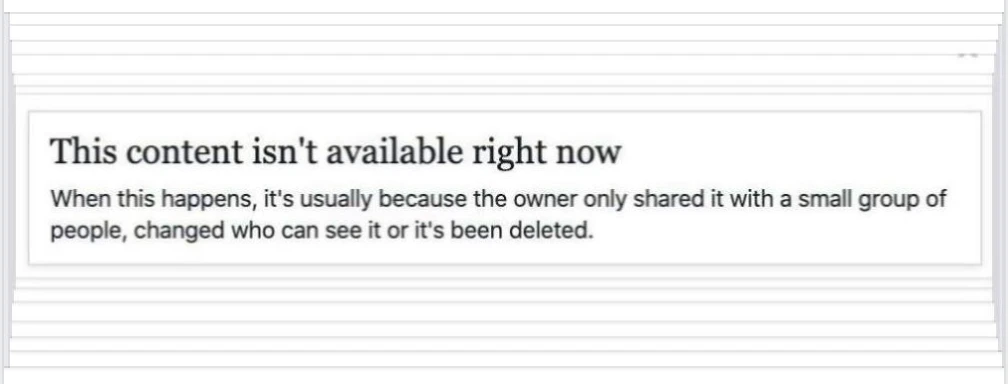 This content isn't available right now
When this happens, it's usually because the owner only shared it with a small group of
people, changed who can see it or it's been deleted.